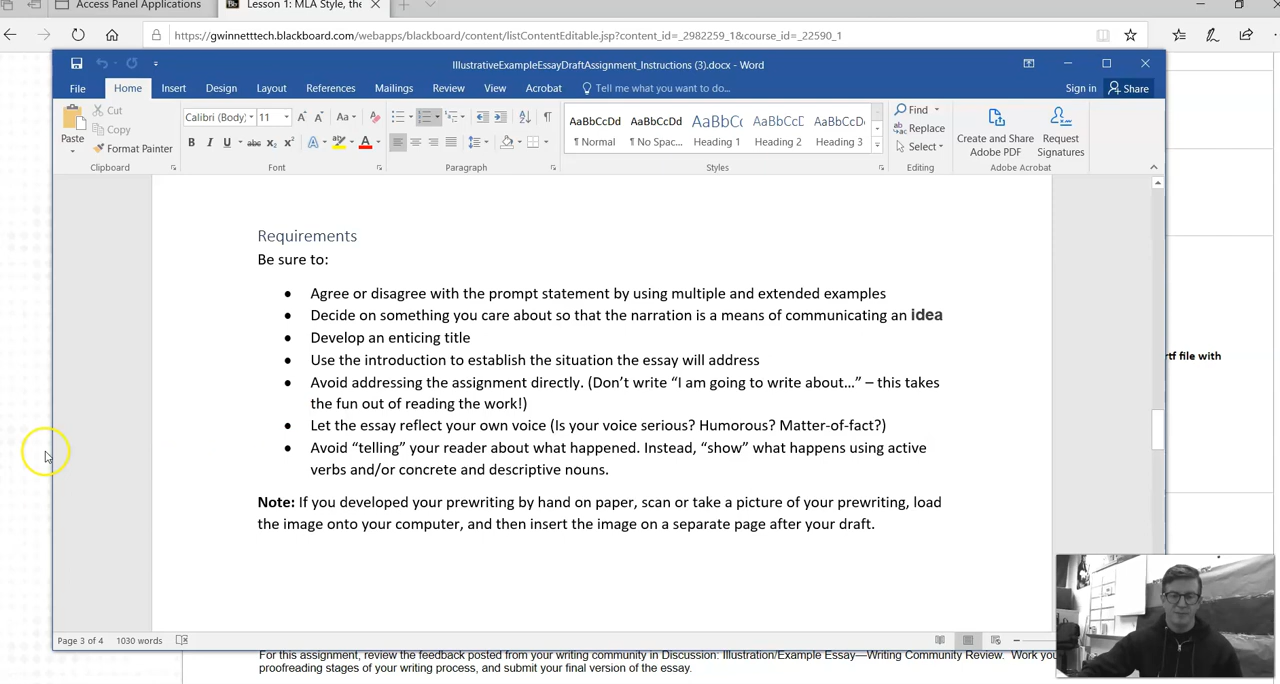 Access Panel Applications
Lesson 1: MLA Style, the
https://gwinnetttech.blackboard.com/webapps/blackboard/content/listContentEditable.jsp?content_id=_2982259_1&course_id=_22590_1
IllustrativeExampleEssayDraftAssignment_Instructions (3).docx - Word
File Home Insert Design Layout References Mailings Review View Acrobat Tell me what you want to do... Sign in Share
Paste
Cut
Copy
Format Painter
Clipboard
Calibri (Body) 11
Font
Paragraph
AaBbCcDd AaBbCcDd AaBbC( AaBbCcD AaBbCcD
¶ Normal ¶ No Spac... Heading 1 Heading 2 Heading 3
Styles
Find
Replace
Select
Editing
Create and Share
Adobe PDF
Request
Signatures
Adobe Acrobat
Requirements
Be sure to:
• Agree or disagree with the prompt statement by using multiple and extended examples
• Decide on something you care about so that the narration is a means of communicating an idea
• Develop an enticing title
• Use the introduction to establish the situation the essay will address
• Avoid addressing the assignment directly. (Don’t write “I am going to write about…” – this takes
the fun out of reading the work!)
• Let the essay reflect your own voice (Is your voice serious? Humorous? Matter-of-fact?)
• Avoid “telling” your reader about what happened. Instead, “show” what happens using active
verbs and/or concrete and descriptive nouns.
Note: If you developed your prewriting by hand on paper, scan or take a picture of your prewriting, load
the image onto your computer, and then insert the image on a separate page after your draft.
rtf file with
Page 3 of 4 1030 words
For this assignment, review the feedback posted from your writing community in Discussion: Illustration/Example Essay—Writing Community Review. Work you
proofreading stages of your writing process, and submit your final version of the essay.